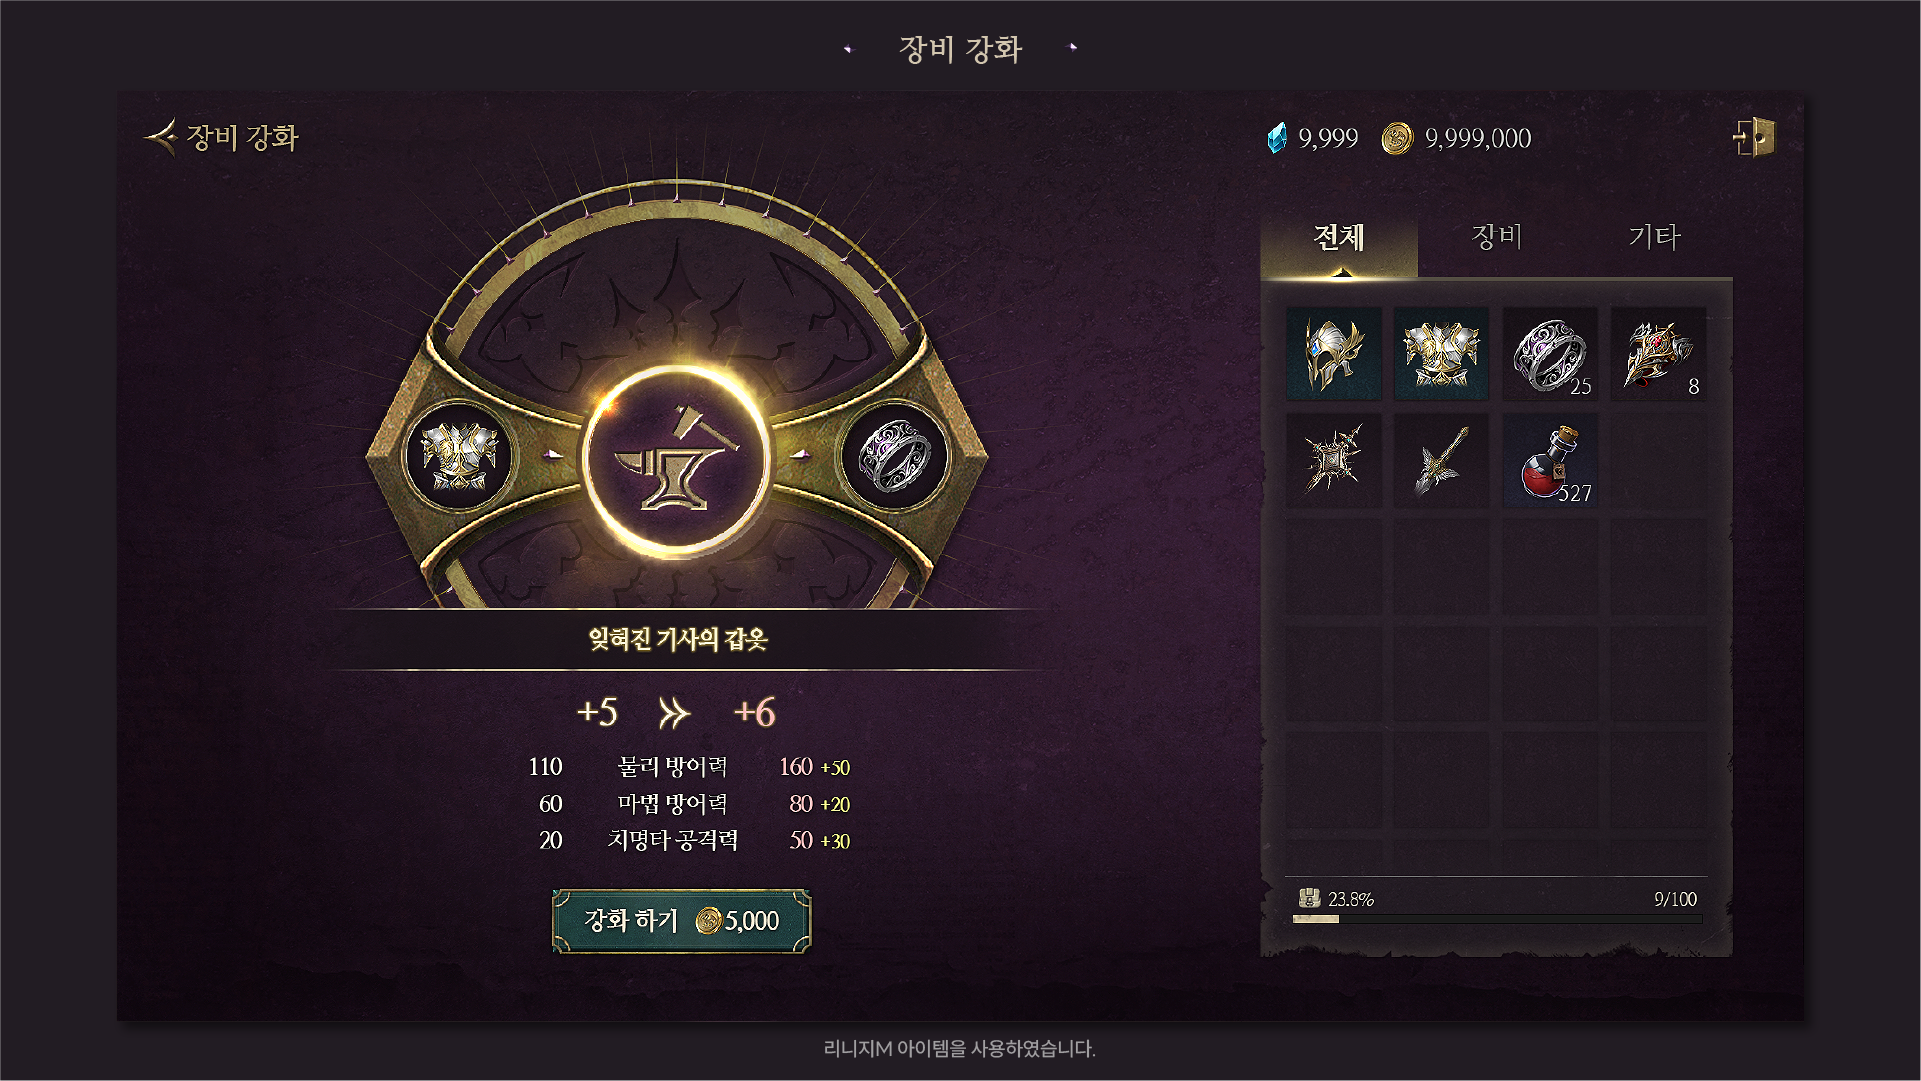 장비 강화
장비 강화
9,999
9,999,000
전체
장비
기타
25
8
527
잊혀진 기사의 갑옷
+5
+6
110 물리 방어력 160 +50
60 마법 방어력 80 +20
20 치명타 공격력 50 +30
강화 하기 5,000
23.8%
9/100
리니지M 아이템을 사용하였습니다.